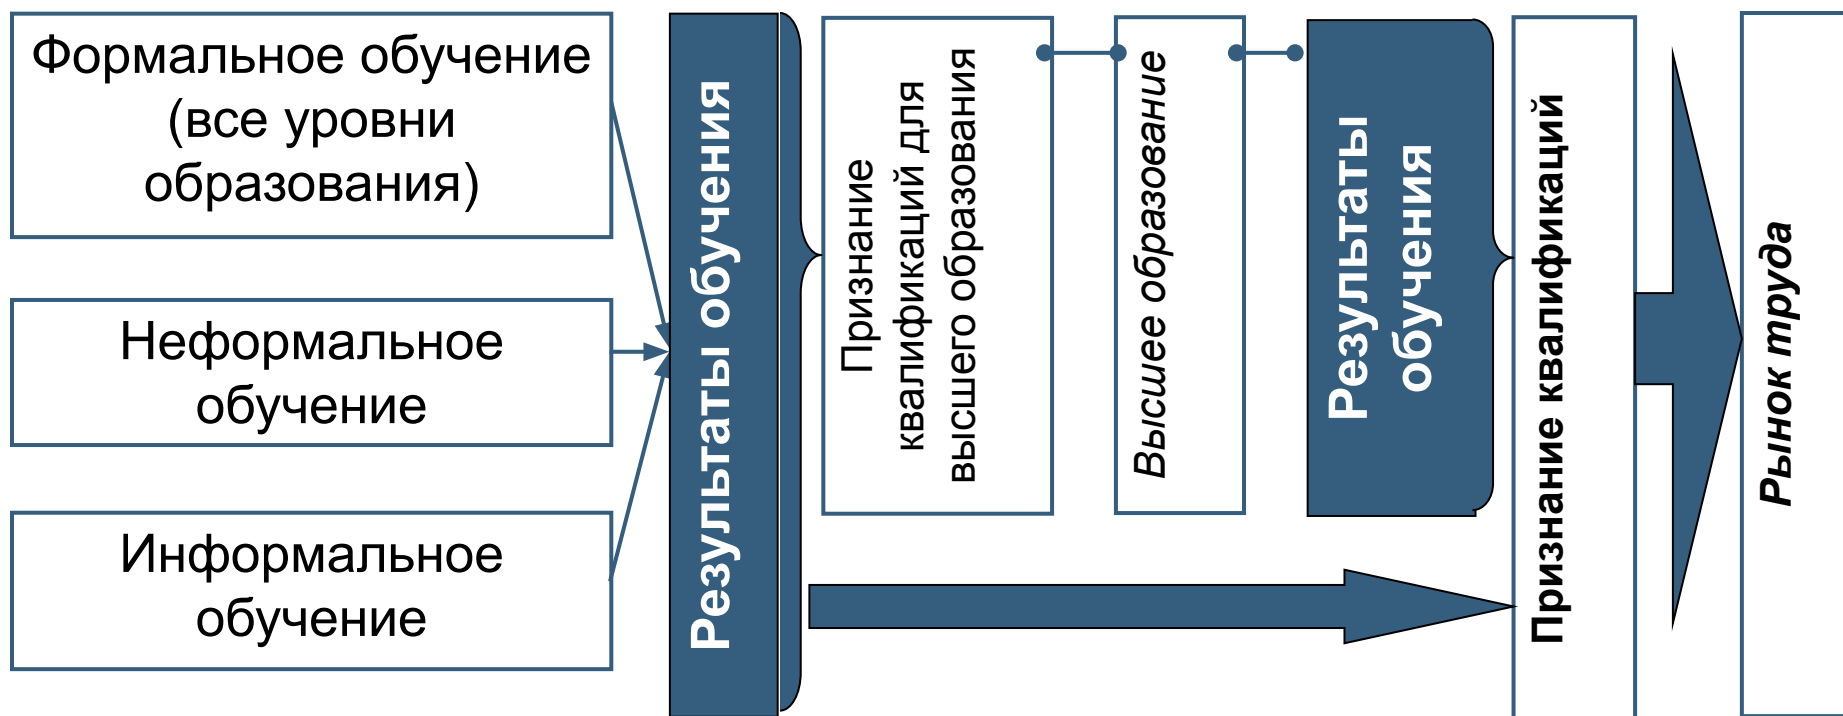 Формальное обучение
(все уровни
образования)
Неформальное
обучение
Информальное
обучение
Результаты обучения
Признание
квалификаций для
высшего образования
Высшее образование
Результаты
обучения
Признание квалификаций
Рынок труда